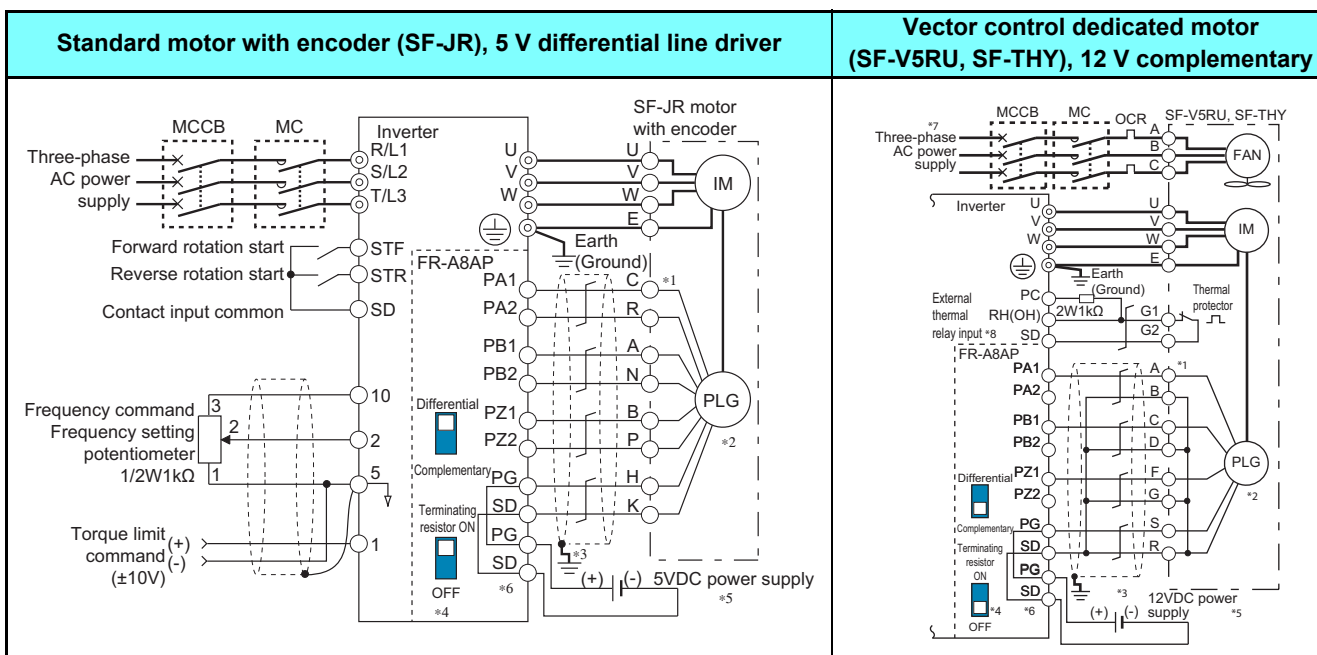 Standard motor with encoder (SF-JR), 5 V differential line driver
MCCB
MC
Three-phase
AC power
supply
Inverter
R/L1
S/L2
T/L3
U
V
W
SF-JR motor
with encoder
U
V
W
E
IM
Earth
(Ground)
Forward rotation start
Reverse rotation start
Contact input common
STF
STR
SD
FR-A8AP
PA1
PA2
PB1
PB2
PZ1
PZ2
PG
SD
PG
SD
C
R
A
N
B
P
H
K
*1
PLG
*2
Differential
Complementary
Terminating
resistor ON
OFF
*4
*6
*3
(+)
(-)
5VDC power supply
*5
Frequency command
Frequency setting
potentiometer
1/2W1kΩ
3
2
1
10
2
5
1
Torque limit
command
(±10V)
(+)
(-)
Vector control dedicated motor
(SF-V5RU, SF-THY), 12 V complementary
MCCB
MC
OCR
SF-V5RU, SF-THY
*7
Three-phase
AC power
supply
A
B
C
FAN
Inverter
U
V
W
U
V
W
E
IM
Earth
(Ground)
External
thermal
relay input *8
PC
RH(OH)
SD
2W1kΩ
G1
G2
Thermal
protector
FR-A8AP
PA1
PA2
PB1
PB2
PZ1
PZ2
PG
SD
PG
SD
A
B
C
D
F
G
S
R
*1
PLG
*2
Differential
Complementary
Terminating
resistor
ON
*4
OFF
*6
*3
(+)
(-)
12VDC power
supply
*5